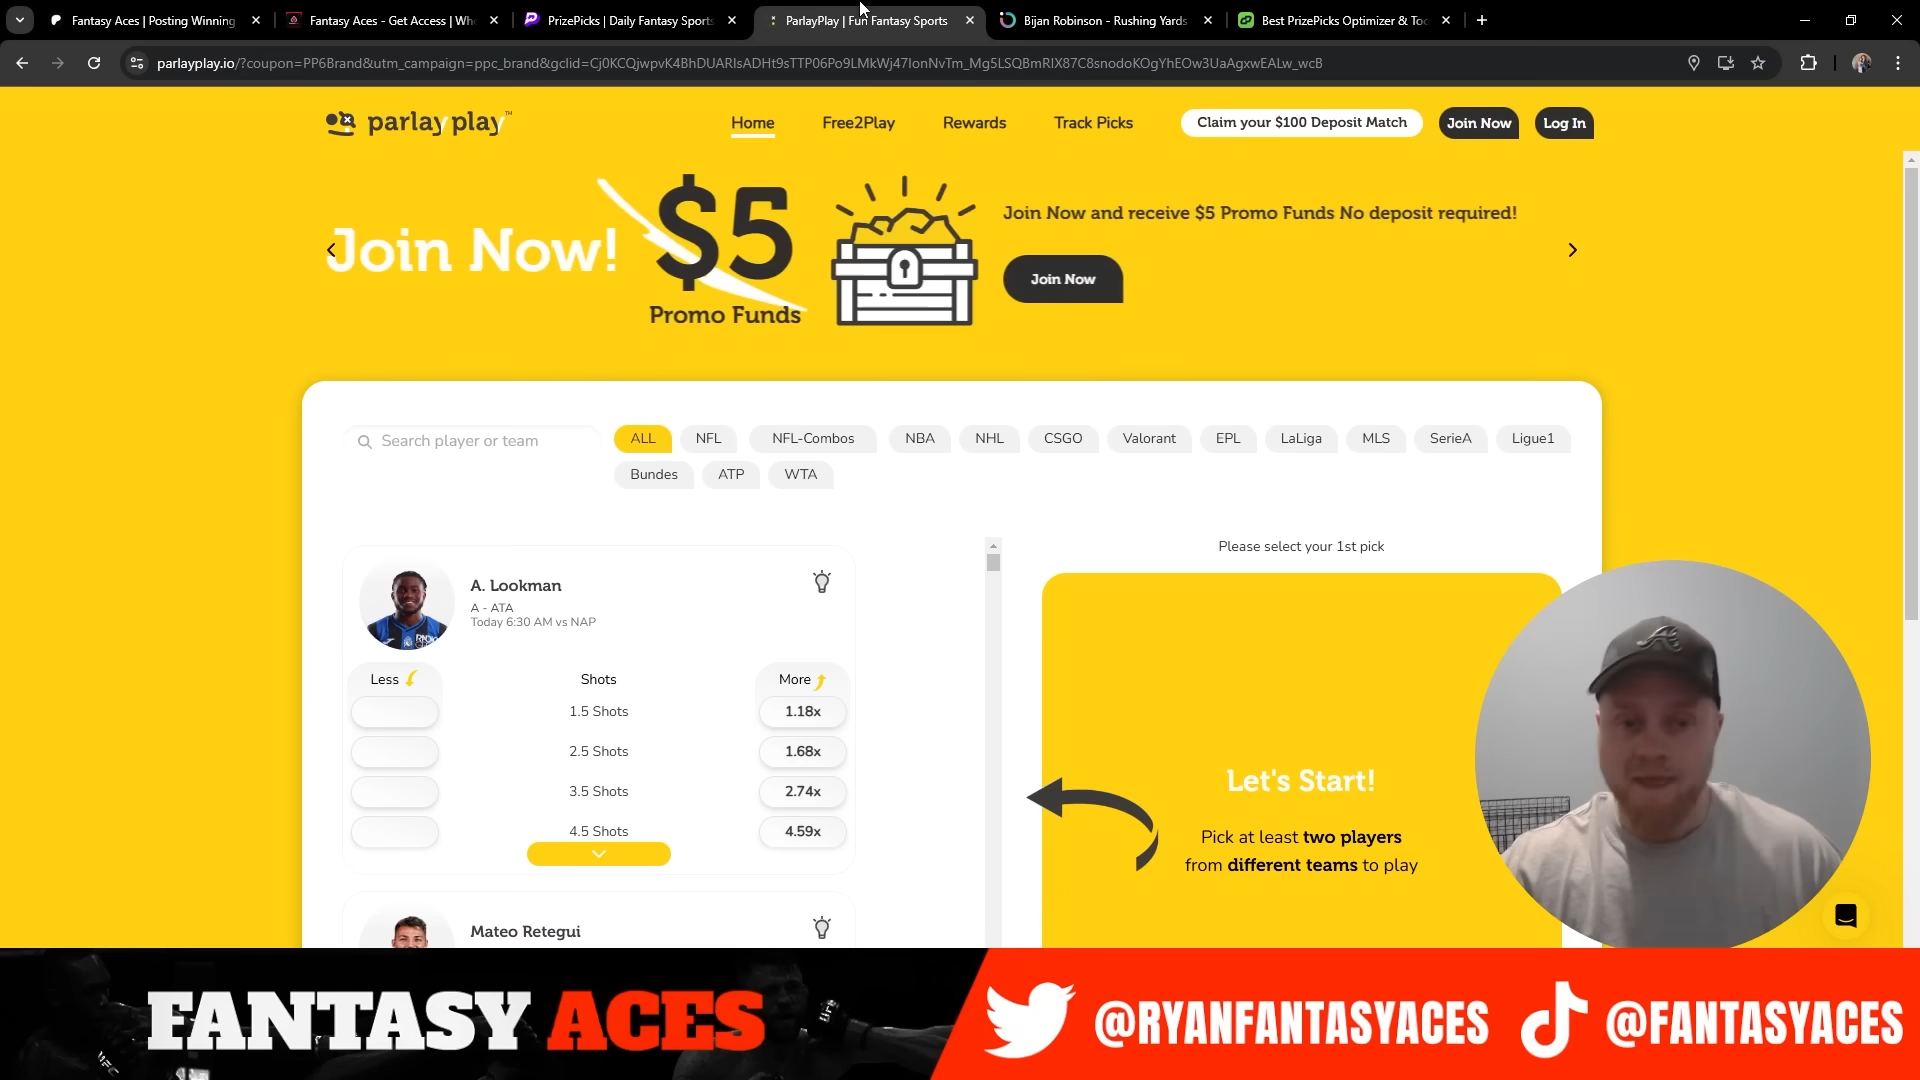 Fantasy Aces | Posting Winning
Fantasy Aces - Get Access | Who
PrizePicks | Daily Fantasy Sports
ParlayPlay | Fun Fantasy Sports
Bijan Robinson - Rushing Yards
Best PrizePicks Optimizer & Too
parlayplay.io/?coupon=PP6Brand&utm_campaign=ppc_brand&gclid=Cj0KCQjwpvK4BhDUARIsADHt9sTTP06Po9LMkWj47IonNvTm_Mg5LSQBmRIX87C8snodoKOgYhEOw3UaAgxwEALw_wcB
parlay play™
Home
Free2Play
Rewards
Track Picks
Claim your $100 Deposit Match
Join Now
Log In
Join Now!
$5
Promo Funds
Join Now and receive $5 Promo Funds No deposit required!
Join Now
Search player or team
ALL
NFL
NFL-Combos
NBA
NHL
CSGO
Valorant
EPL
LaLiga
MLS
SerieA
Ligue1
Bundes
ATP
WTA
Please select your 1st pick
A. Lookman
A - ATA
Today 6:30 AM vs NAP
Less
Shots
More
1.5 Shots
1.18x
2.5 Shots
1.68x
3.5 Shots
2.74x
4.5 Shots
4.59x
Let's Start!
Pick at least two players
from different teams to play
Mateo Retegui
FANTASY ACES
@RYANFANTASYACES
@FANTASYACES